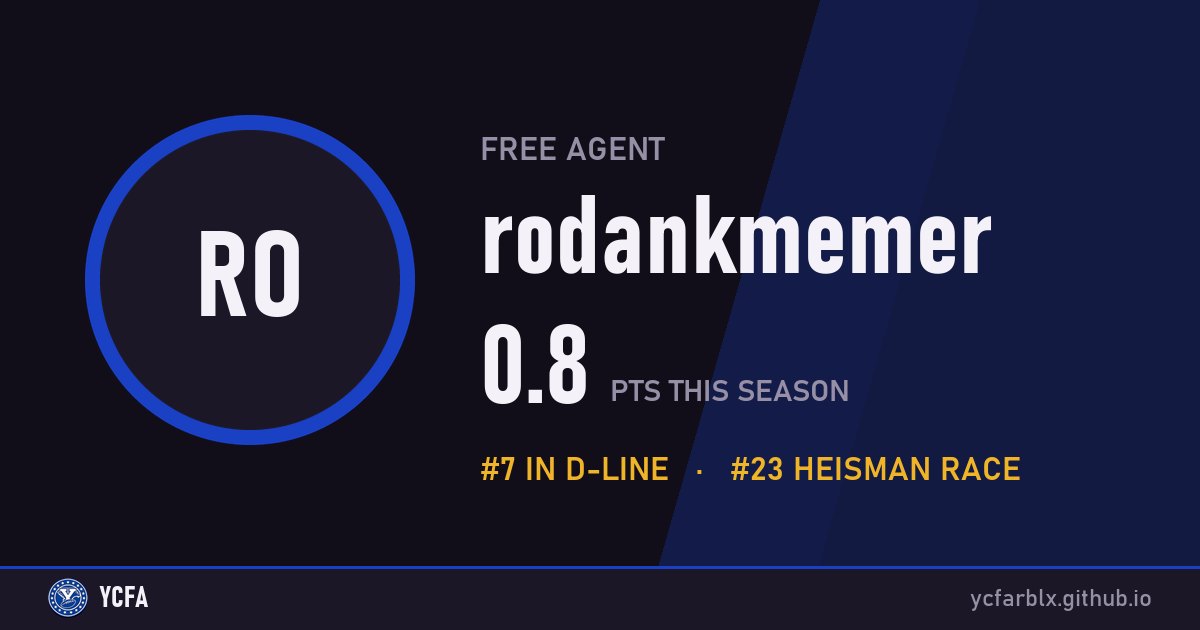 RO
FREE AGENT
rodankmemer
0.8 PTS THIS SEASON
#7 IN D-LINE · #23 HEISMAN RACE
YCFA
ycfarblx.github.io